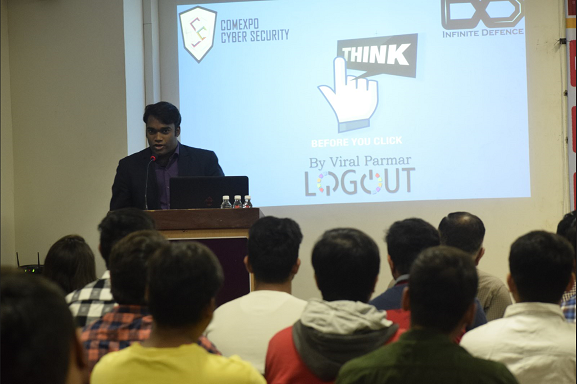 COMEXPO
CYBER SECURITY
INFINITE DEFENCE
THINK
BEFORE YOU CLICK
By Viral Parmar
LOGOUT